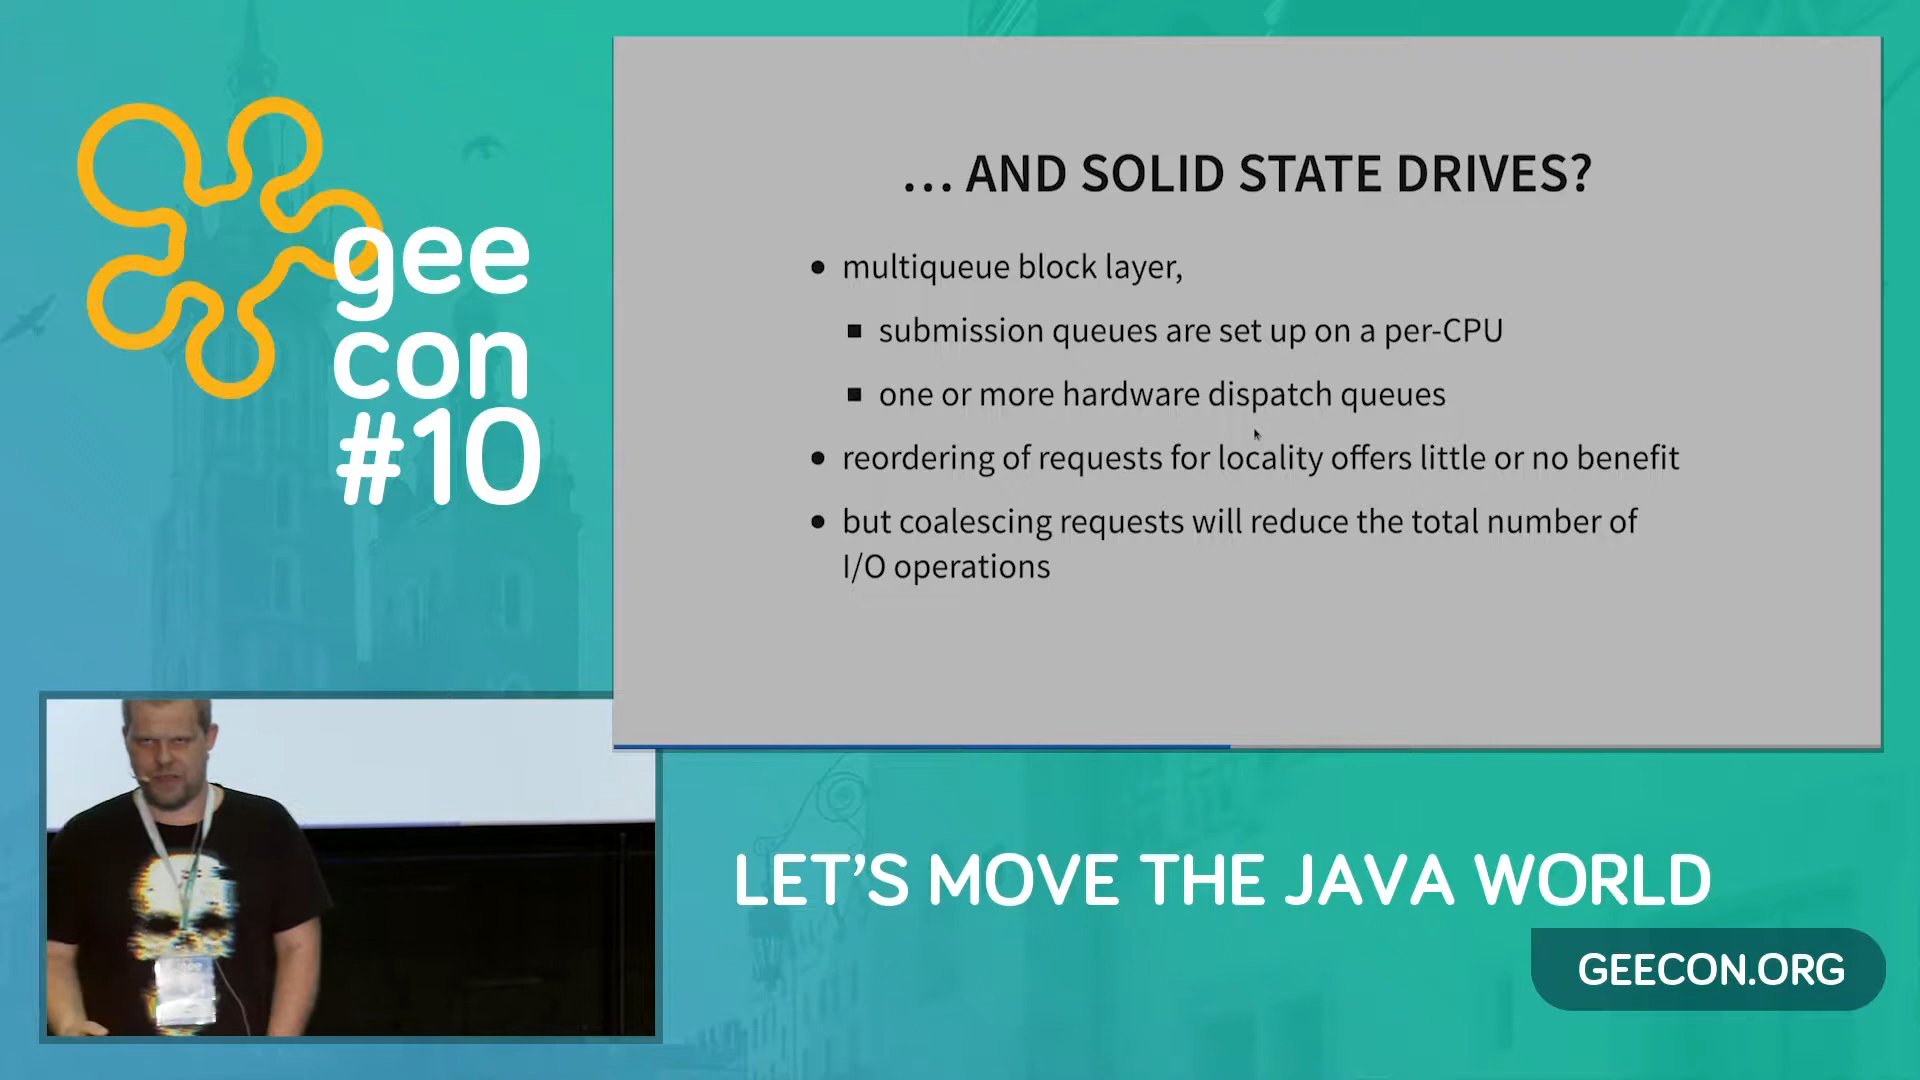 gee
con
#10
... AND SOLID STATE DRIVES?
• multiqueue block layer,
▪ submission queues are set up on a per-CPU
▪ one or more hardware dispatch queues
• reordering of requests for locality offers little or no benefit
• but coalescing requests will reduce the total number of
I/O operations
LET'S MOVE THE JAVA WORLD
GEECON.ORG